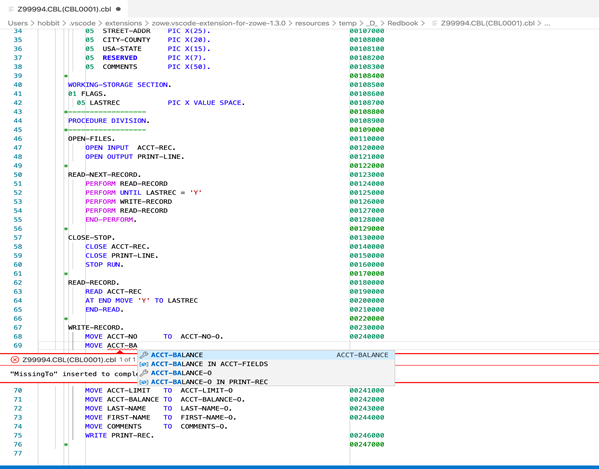 Z99994.CBL(CBL0001).cbl
Users > hobbit > .vscode > extensions > zowe.vscode-extension-for-zowe-1.3.0 > resources > temp > _D_ > Redbook > Z99994.CBL(CBL0001).cbl > ...
34 05 STREET-ADDR PIC X(25). 00107000
35 05 CITY-COUNTY PIC X(20). 00108000
36 05 USA-STATE PIC X(15). 00108100
37 05 RESERVED PIC X(7). 00108200
38 05 COMMENTS PIC X(50). 00108300
39 * 00108400
40 WORKING-STORAGE SECTION. 00108500
41 01 FLAGS. 00108600
42 05 LASTREC PIC X VALUE SPACE. 00108700
43 *------------------ 00108800
44 PROCEDURE DIVISION. 00108900
45 *------------------ 00109000
46 OPEN-FILES. 00110000
47 OPEN INPUT ACCT-REC. 00120000
48 OPEN OUTPUT PRINT-LINE. 00121000
49 * 00122000
50 READ-NEXT-RECORD. 00123000
51 PERFORM READ-RECORD 00124000
52 PERFORM UNTIL LASTREC = 'Y' 00125000
53 PERFORM WRITE-RECORD 00126000
54 PERFORM READ-RECORD 00127000
55 END-PERFORM. 00128000
56 * 00129000
57 CLOSE-STOP. 00130000
58 CLOSE ACCT-REC. 00140000
59 CLOSE PRINT-LINE. 00150000
60 STOP RUN. 00160000
61 * 00170000
62 READ-RECORD. 00180000
63 READ ACCT-REC 00190000
64 AT END MOVE 'Y' TO LASTREC 00200000
65 END-READ. 00210000
66 * 00220000
67 WRITE-RECORD. 00230000
68 MOVE ACCT-NO TO ACCT-NO-O. 00240000
69 MOVE ACCT-BA
ACCT-BALANCE ACCT-BALANCE
ACCT-BALANCE IN ACCT-FIELDS
ACCT-BALANCE-O
ACCT-BALANCE-O IN PRINT-REC
Z99994.CBL(CBL0001).cbl 1 of 1
"MissingTo" inserted to
70 MOVE ACCT-LIMIT TO ACCT-LIMIT-O 00241000
71 MOVE ACCT-BALANCE TO ACCT-BALANCE-O. 00242000
72 MOVE LAST-NAME TO LAST-NAME-O. 00243000
73 MOVE FIRST-NAME TO FIRST-NAME-O. 00244000
74 MOVE COMMENTS TO COMMENTS-O. 00245000
75 WRITE PRINT-REC. 00246000
76 * 00247000
77